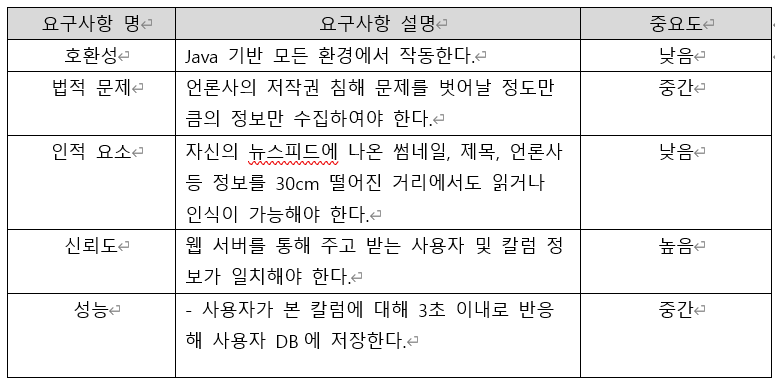 요구사항 명 요구사항 설명 중요도
호환성 Java 기반 모든 환경에서 작동한다. 낮음
법적 문제 언론사의 저작권 침해 문제를 벗어날 정도만 중간
큼의 정보만 수집하여야 한다.
인적 요소 자신의 뉴스피드에 나온 썸네일, 제목, 언론사 낮음
등 정보를 30cm 떨어진 거리에서도 읽거나
인식이 가능해야 한다.
신뢰도 웹 서버를 통해 주고 받는 사용자 및 칼럼 정 높음
보가 일치해야 한다.
성능 - 사용자가 본 칼럼에 대해 3초 이내로 반응 중간
해 사용자 DB에 저장한다.